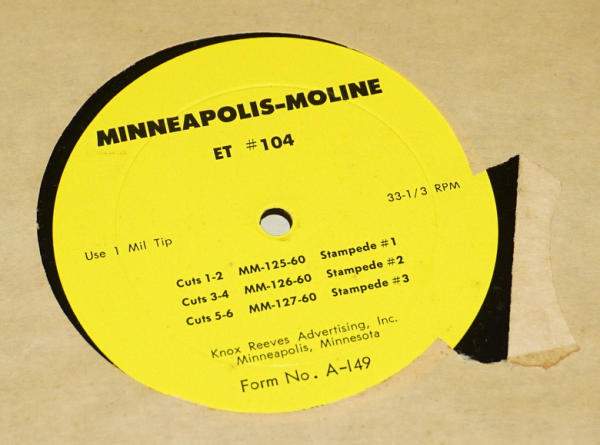 MINNEAPOLIS-MOLINE
ET #104
33-1/3 RPM
Use 1 Mil Tip
Cuts 1-2 MM-125-60 Stampede #1
Cuts 3-4 MM-126-60 Stampede #2
Cuts 5-6 MM-127-60 Stampede #3
Knox Reeves Advertising, Inc.
Minneapolis, Minnesota
Form No. A-149